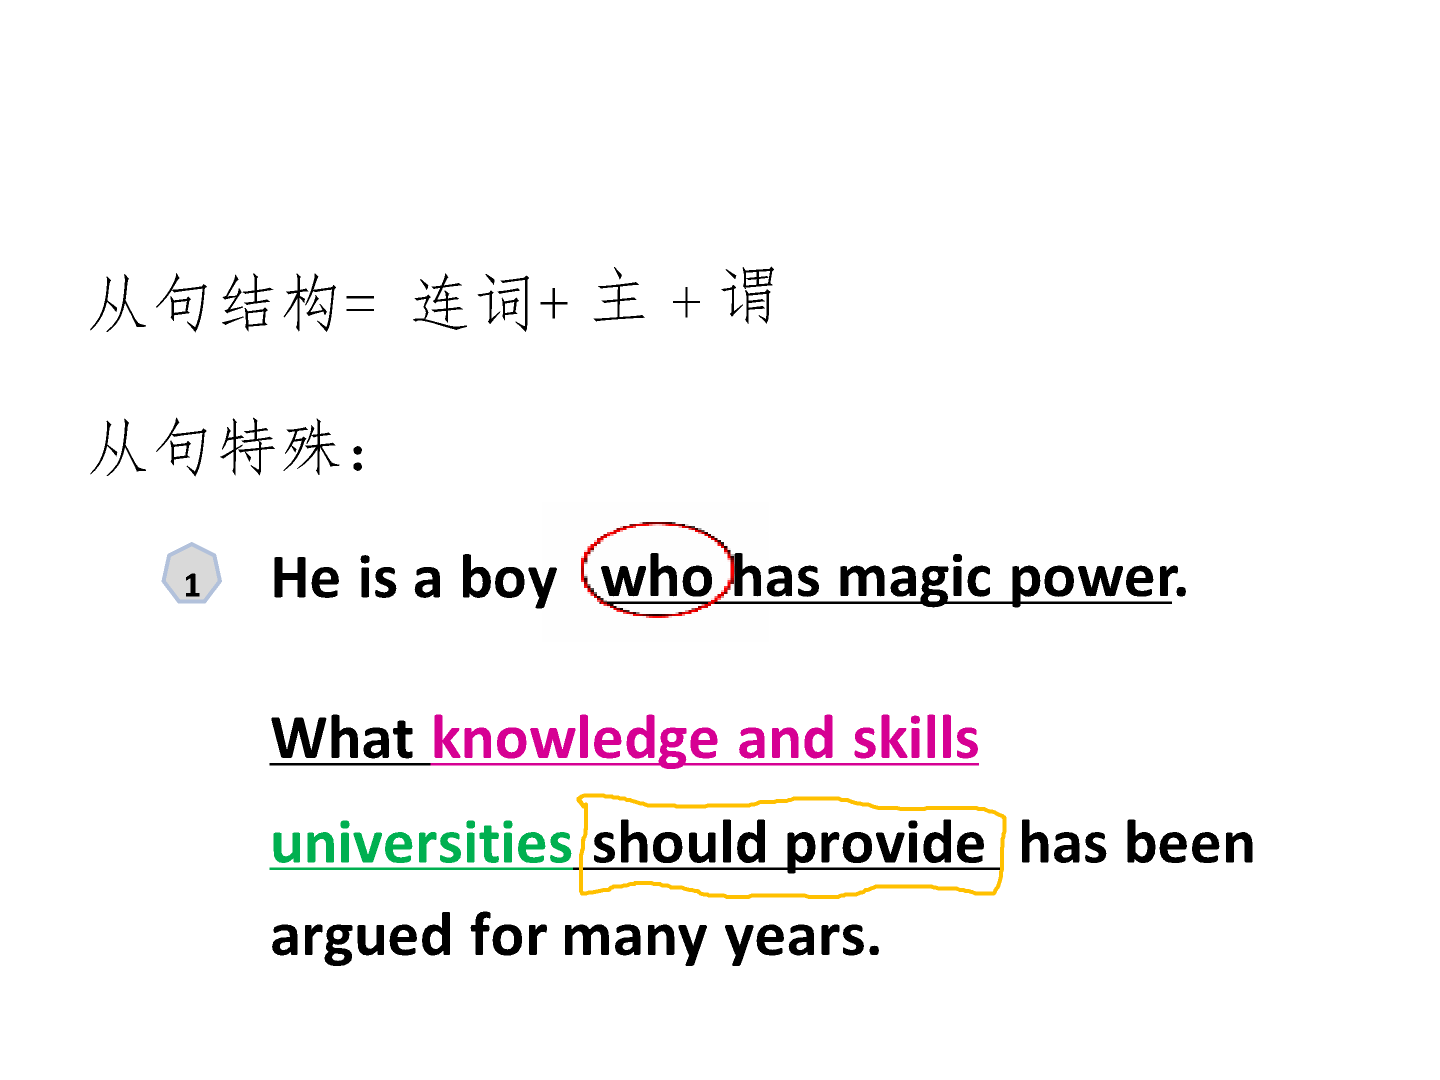 从句结构= 连词+ 主 + 谓
从句特殊：
1 He is a boy who has magic power.
What knowledge and skills
universities should provide has been
argued for many years.